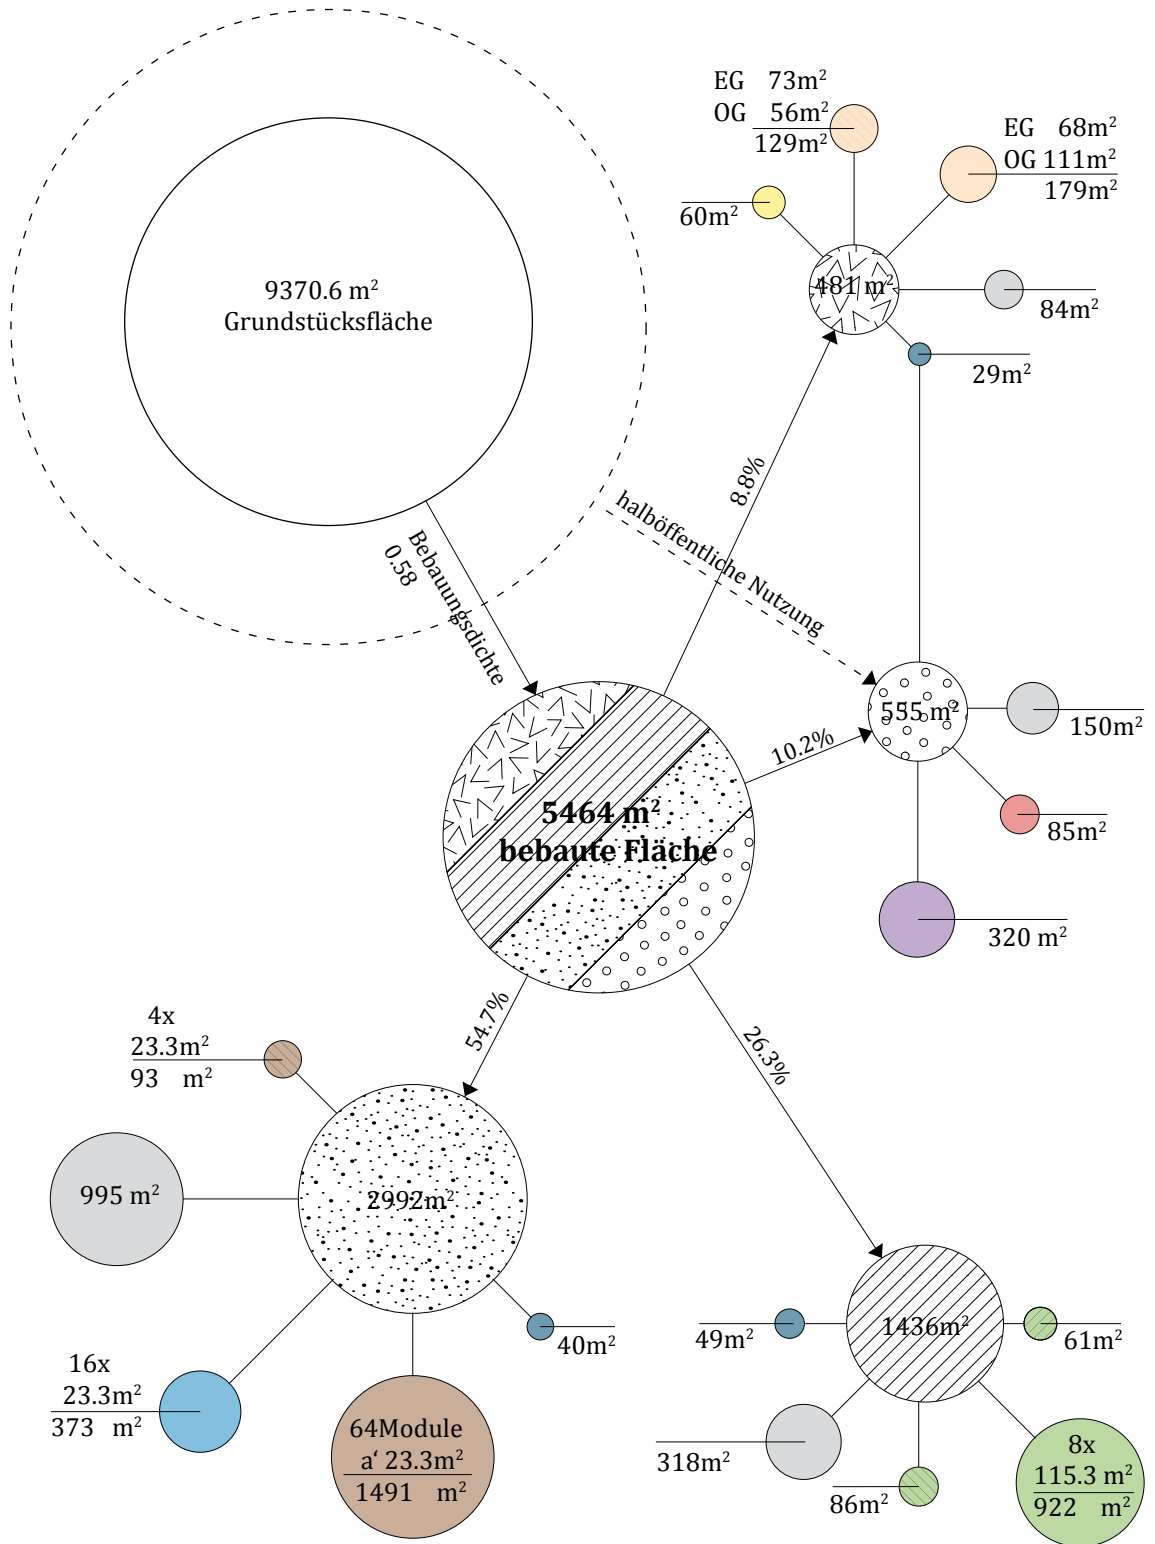 9370.6 m²
Grundstücksfläche
EG 73m²
OG 56m²
129m²
EG 68m²
OG 111m²
179m²
60m²
481 m²
84m²
29m²
8.8%
halböffentliche Nutzung
Bebauungsdichte
0.58
555 m²
150m²
10.2%
85m²
320 m²
5464 m²
bebaute Fläche
54.7%
26.3%
4x
23.3m²
93 m²
995 m²
2992m²
40m²
16x
23.3m²
373 m²
64Module
a‘ 23.3m²
1491 m²
49m²
1436m²
61m²
318m²
86m²
8x
115.3 m²
922 m²